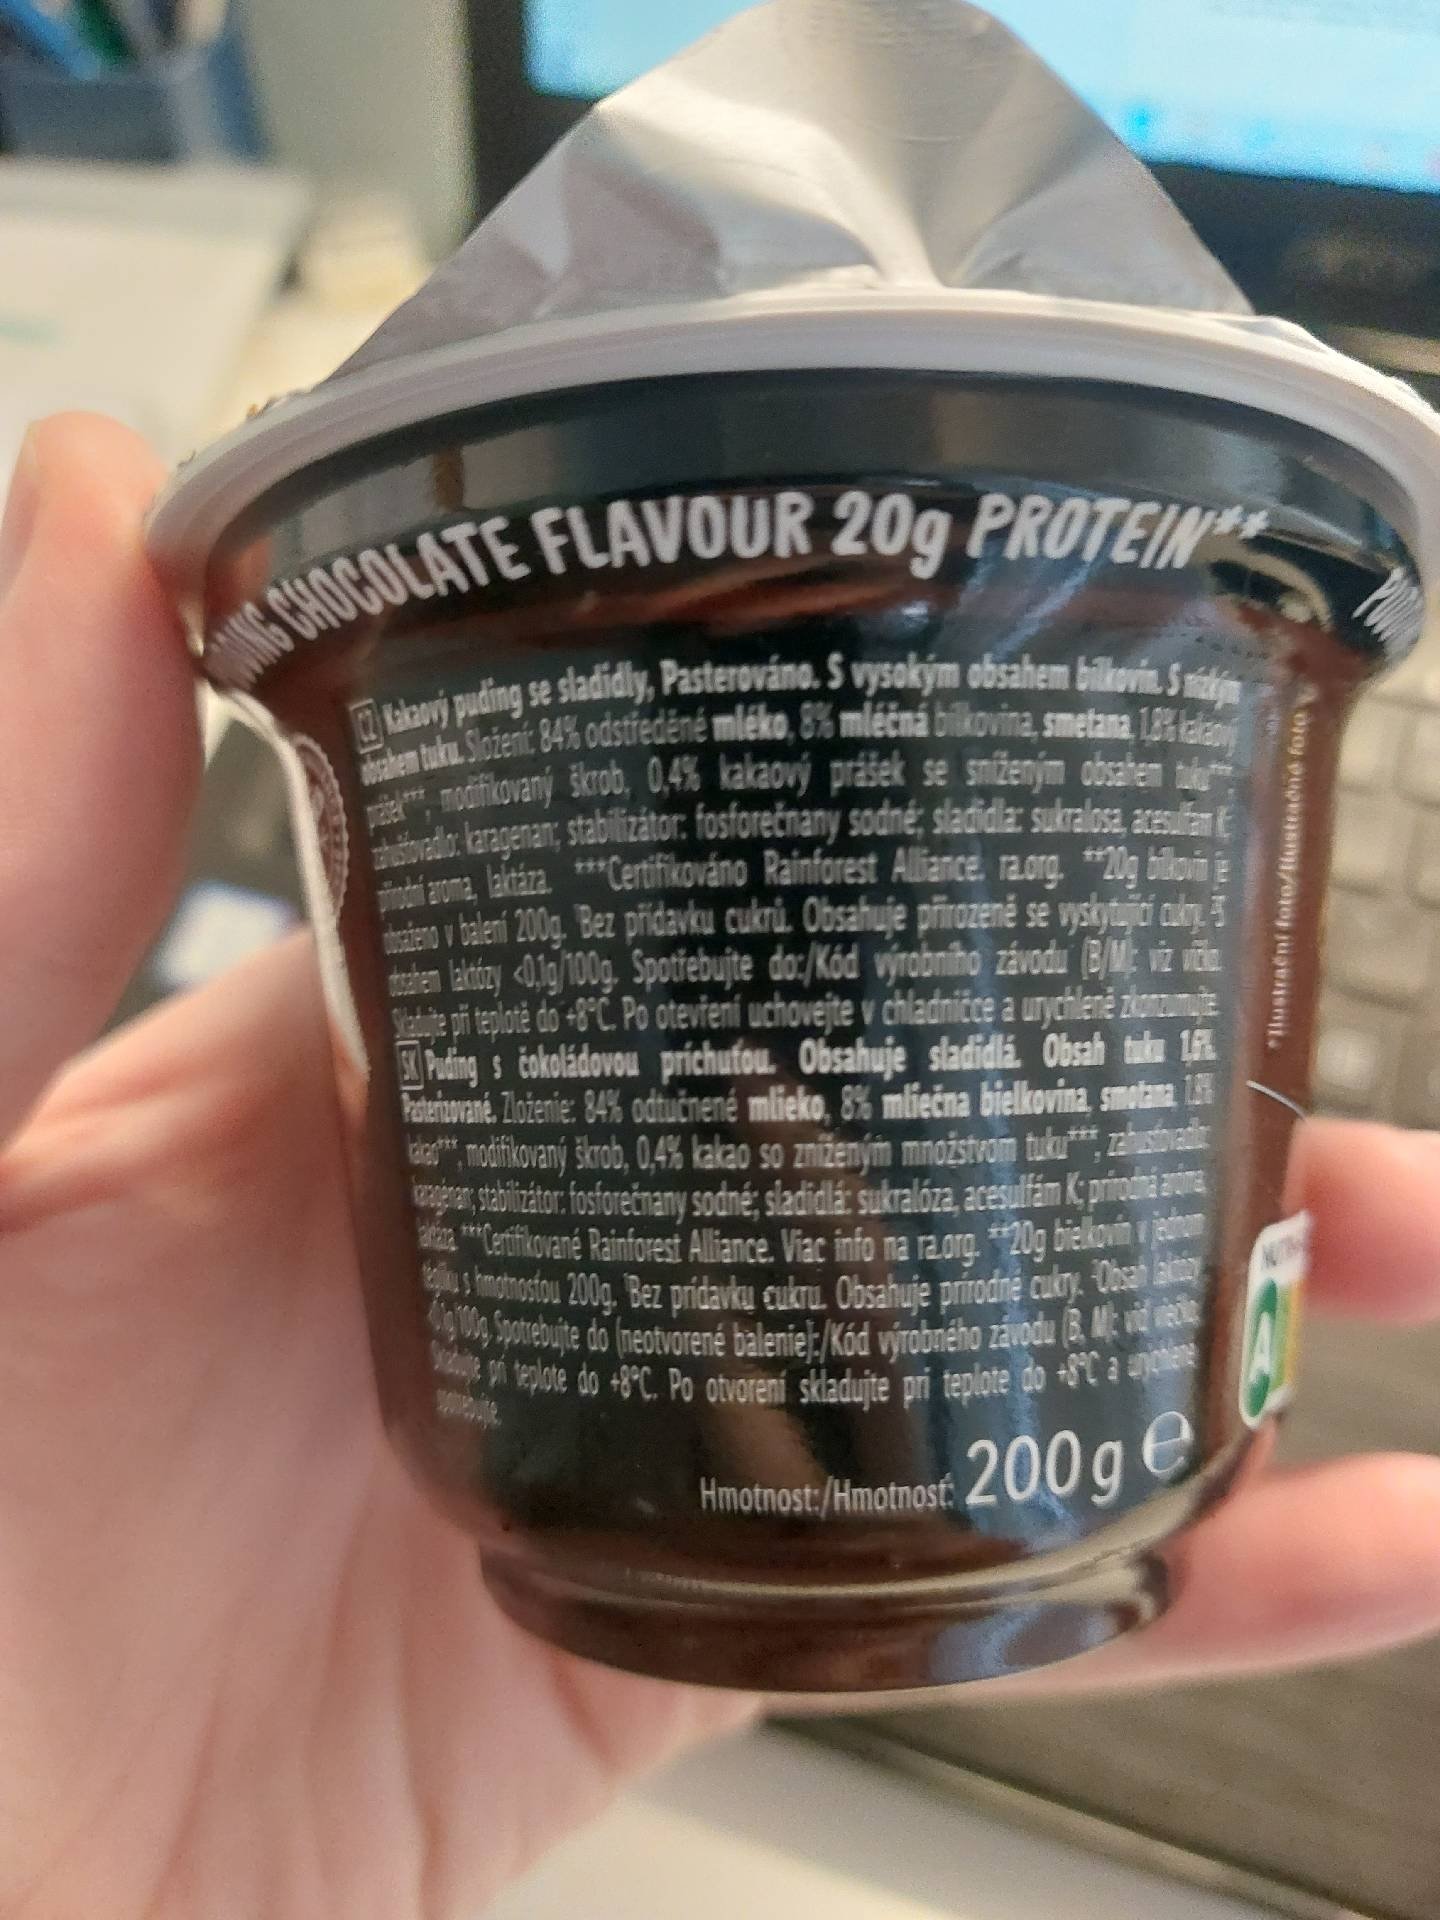 CHOCOLATE FLAVOUR 20g PROTEIN**
CZ Kakaový puding se sladidly, Pasterováno. S vysokým obsahem bílkovin. S nízkým
obsahem tuku. Složení: 84% odstředěné mléko, 8% mléčná bílkovina, smetana, 1,8% kakaový
prášek***, modifikovaný škrob, 0,4% kakaový prášek se sníženým obsahem tuku***,
zahušťovadlo: karagenan; stabilizátor: fosforečnany sodné; sladidla: sukralosa, acesulfam K;
přírodní aroma, laktáza. ***Certifikováno Rainforest Alliance. ra.org. **20g bílkovin je
obsaženo v balení 200g. Bez přídavku cukrů. Obsahuje přirozeně se vyskytující cukry. S
obsahem laktózy <0,1g/100g. Spotřebujte do:/Kód výrobního závodu (B/M): viz víčko.
Skladujte při teplotě do +8°C. Po otevření uchovejte v chladničce a urychleně zkonzumujte.
SK Puding s čokoládovou príchuťou. Obsahuje sladidlá. Obsah tuku 1,6%.
Pasterizované. Zloženie: 84% odtučnené mlieko, 8% mliečna bielkovina, smotana, 1,8%
kakao***, modifikovaný škrob, 0,4% kakao so zníženým množstvom tuku***, zahusťovadlo:
karagénan; stabilizátor: fosforečnany sodné; sladidlá: sukralóza, acesulfám K; prírodná aróma,
laktáza. ***Certifikované Rainforest Alliance. Viac info na ra.org. **20g bielkovín v jednom
tégliku s hmotnosťou 200g. Bez prídavku cukru. Obsahuje prírodné cukry. Obsah laktózy
<0,1g/100g. Spotrebujte do (neotvorené balenie):/Kód výrobného závodu (B, M): viď viečko.
Skladujte pri teplote do +8°C. Po otvorení skladujte pri teplote do +8°C a urýchlene
spotrebujte.
Hmotnost:/Hmotnosť: 200 g e
*Ilustrační foto/Ilustračné foto
A